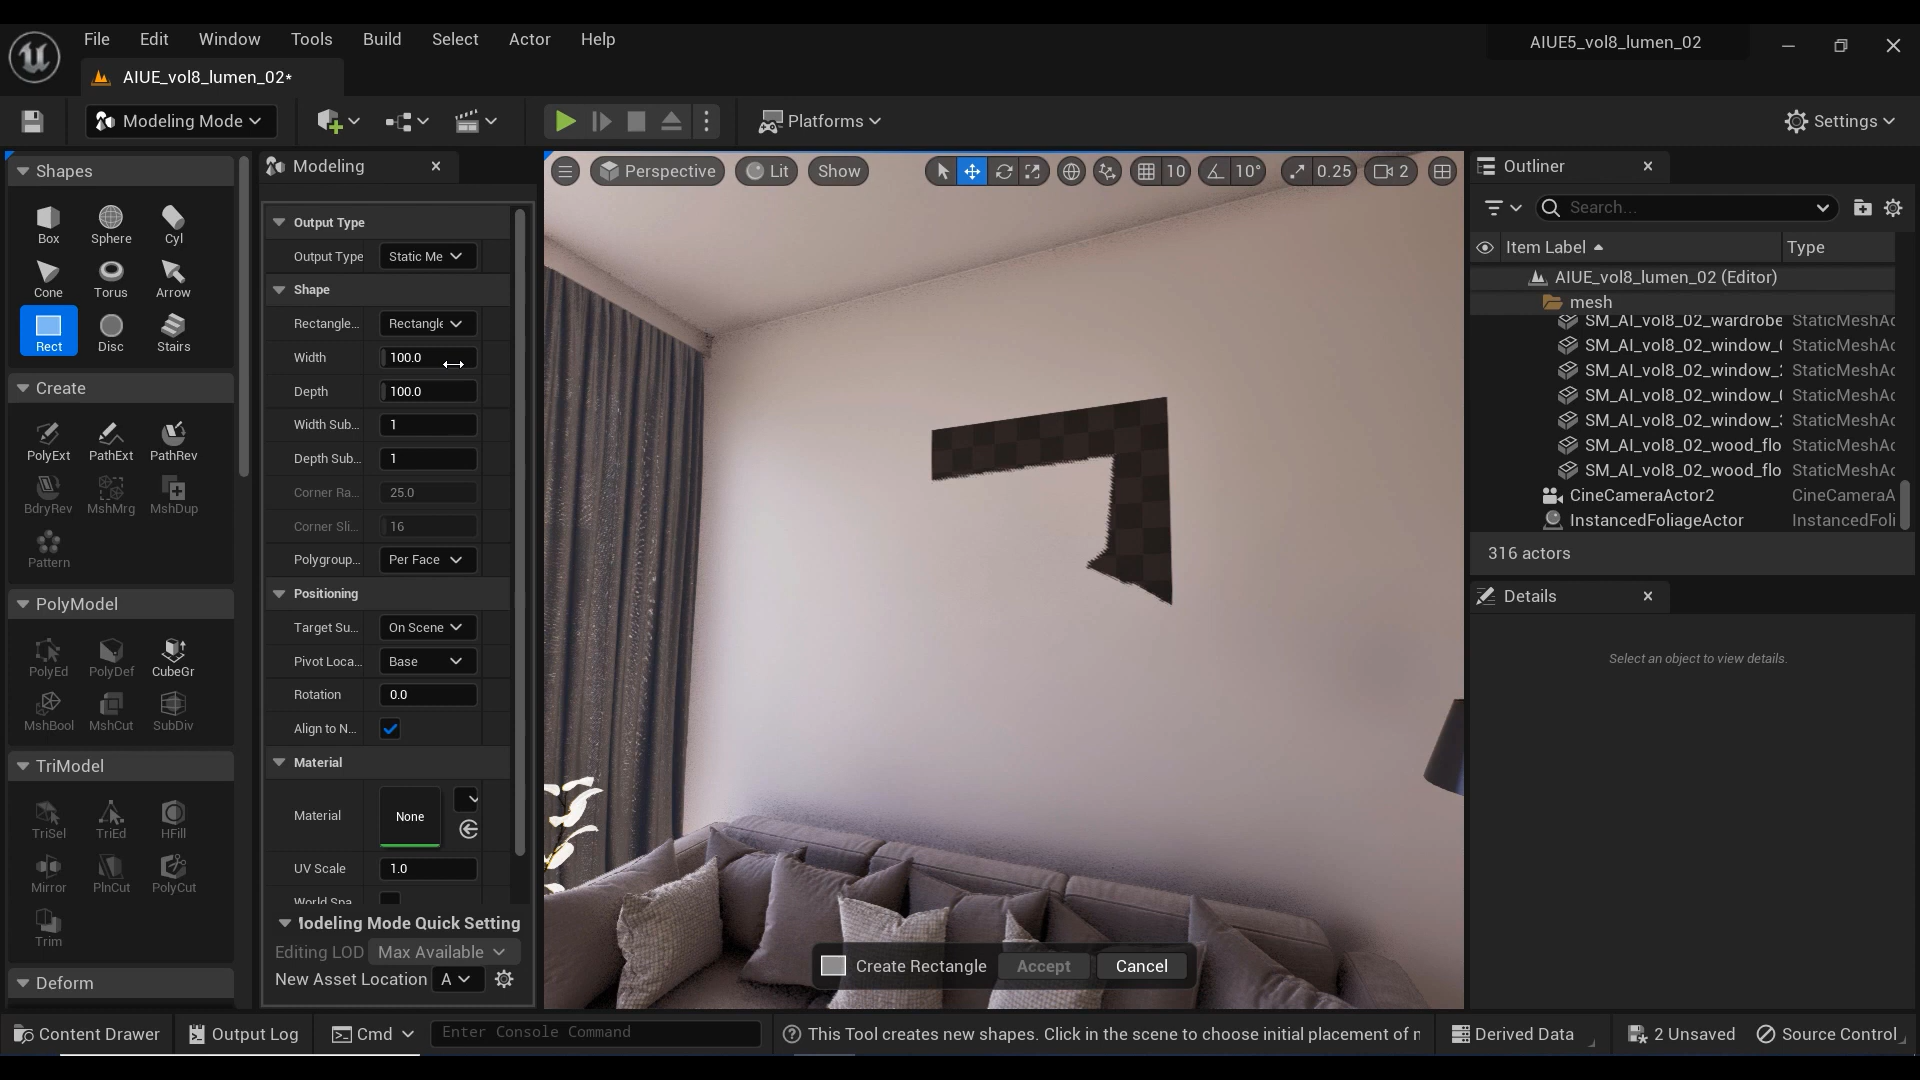 File Edit Window Tools Build Select Actor Help
AIUE5_vol8_lumen_02
AIUE_vol8_lumen_02*
Modeling Mode
Platforms
Settings
Shapes
Box Sphere Cyl
Cone Torus Arrow
Rect Disc Stairs
Create
PolyExt PathExt PathRev
BdryRev MshMrg MshDup
Pattern
PolyModel
PolyEd PolyDef CubeGr
MshBool MshCut SubDiv
TriModel
TriSel TriEd HFill
Mirror PlnCut PolyCut
Trim
Deform
Modeling
Output Type
Output Type Static Me
Shape
Rectangle... Rectangle
Width 100.0
Depth 100.0
Width Sub... 1
Depth Sub... 1
Corner Ra... 25.0
Corner Sli... 16
Polygroup... Per Face
Positioning
Target Su... On Scene
Pivot Loca... Base
Rotation 0.0
Align to N...
Material
Material None
UV Scale 1.0
World Spa
Modeling Mode Quick Setting
Editing LOD Max Available
New Asset Location A
Perspective Lit Show 10 10° 0.25 2
Create Rectangle Accept Cancel
Outliner
Search...
Item Label Type
AIUE_vol8_lumen_02 (Editor)
mesh
SM_AI_vol8_02_wardrobe StaticMeshAc
SM_AI_vol8_02_window_( StaticMeshAc
SM_AI_vol8_02_window_: StaticMeshAc
SM_AI_vol8_02_window_( StaticMeshAc
SM_AI_vol8_02_window_: StaticMeshAc
SM_AI_vol8_02_wood_flo StaticMeshAc
SM_AI_vol8_02_wood_flo StaticMeshAc
CineCameraActor2 CineCameraA
InstancedFoliageActor InstancedFoli
316 actors
Details
Select an object to view details.
Content Drawer Output Log Cmd Enter Console Command This Tool creates new shapes. Click in the scene to choose initial placement of r Derived Data 2 Unsaved Source Control